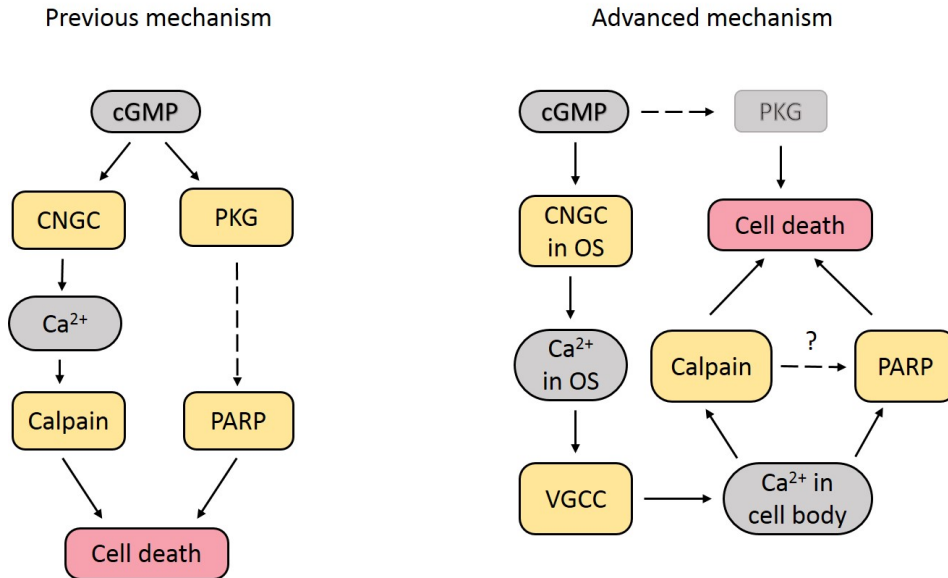 Previous mechanism
cGMP
CNGC
PKG
Ca²⁺
Calpain
PARP
Cell death
Advanced mechanism
cGMP
PKG
CNGC
in OS
Cell death
Ca²⁺
in OS
Calpain
?
PARP
VGCC
Ca²⁺ in
cell body